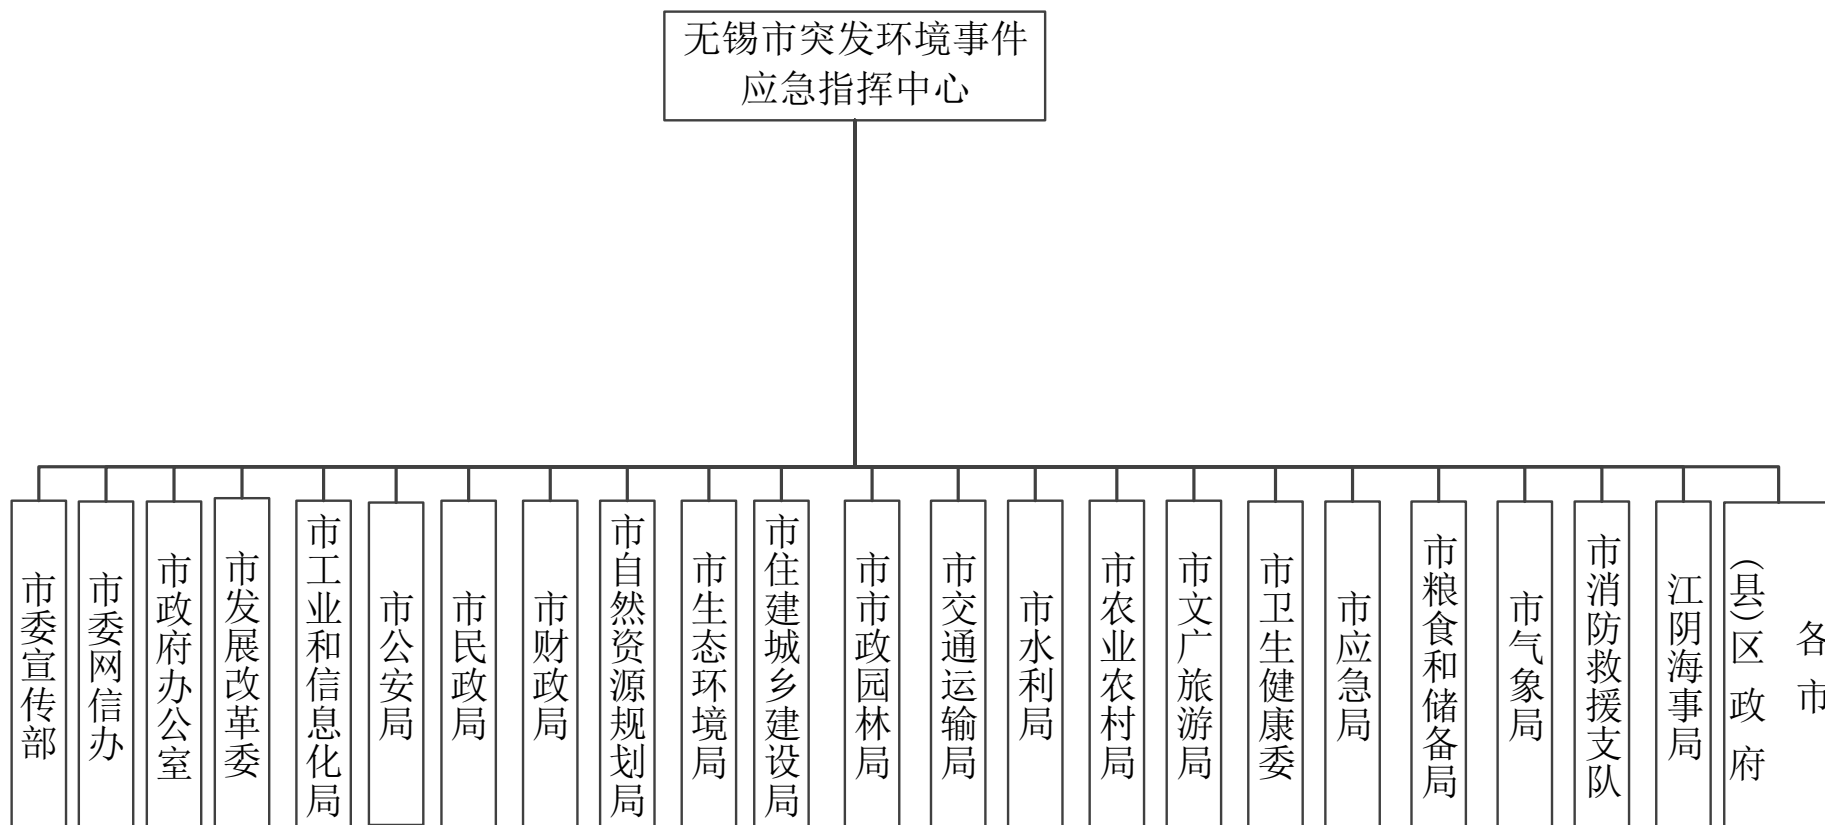 无锡市突发环境事件
应急指挥中心
市委宣传部
市委网信办
市政府办公室
市发展改革委
市工业和信息化局
市公安局
市民政局
市财政局
市自然资源规划局
市生态环境局
市住建城乡建设局
市市政园林局
市交通运输局
市水利局
市农业农村局
市文广旅游局
市卫生健康委
市应急局
市粮食和储备局
市气象局
市消防救援支队
江阴海事局
各市
(县)区政府